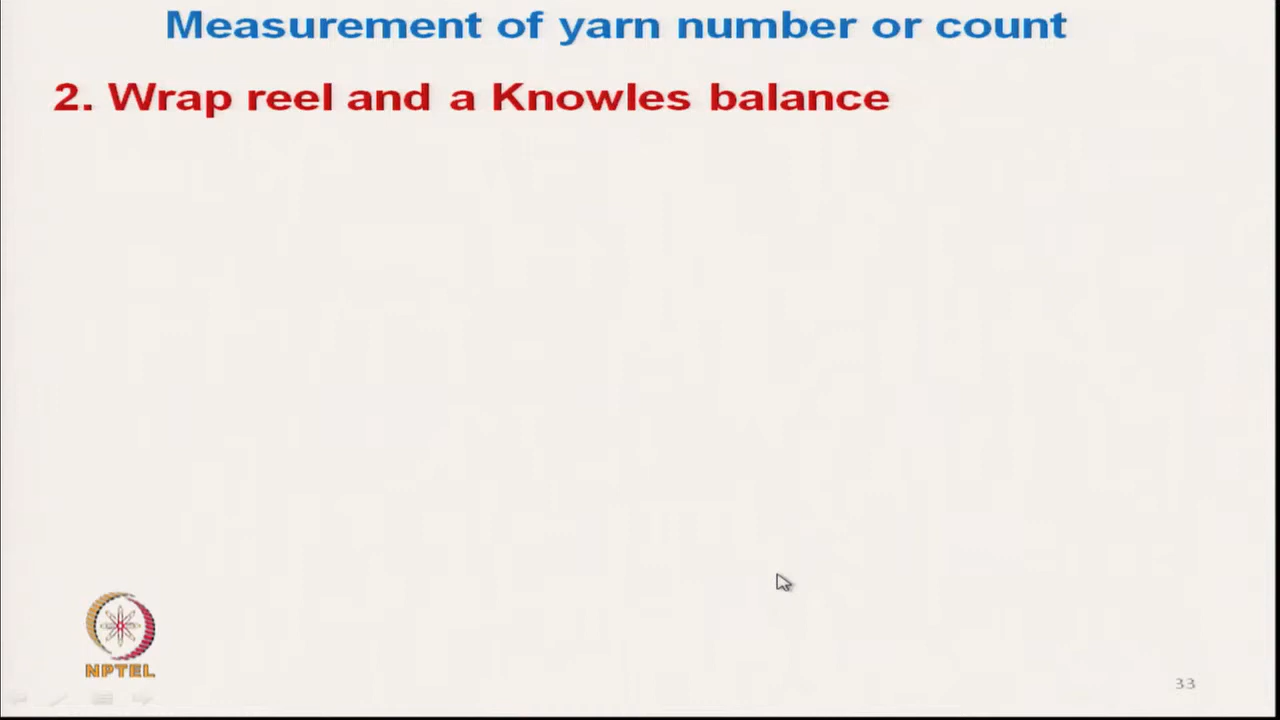 Measurement of yarn number or count
2. Wrap reel and a Knowles balance
NPTEL
33